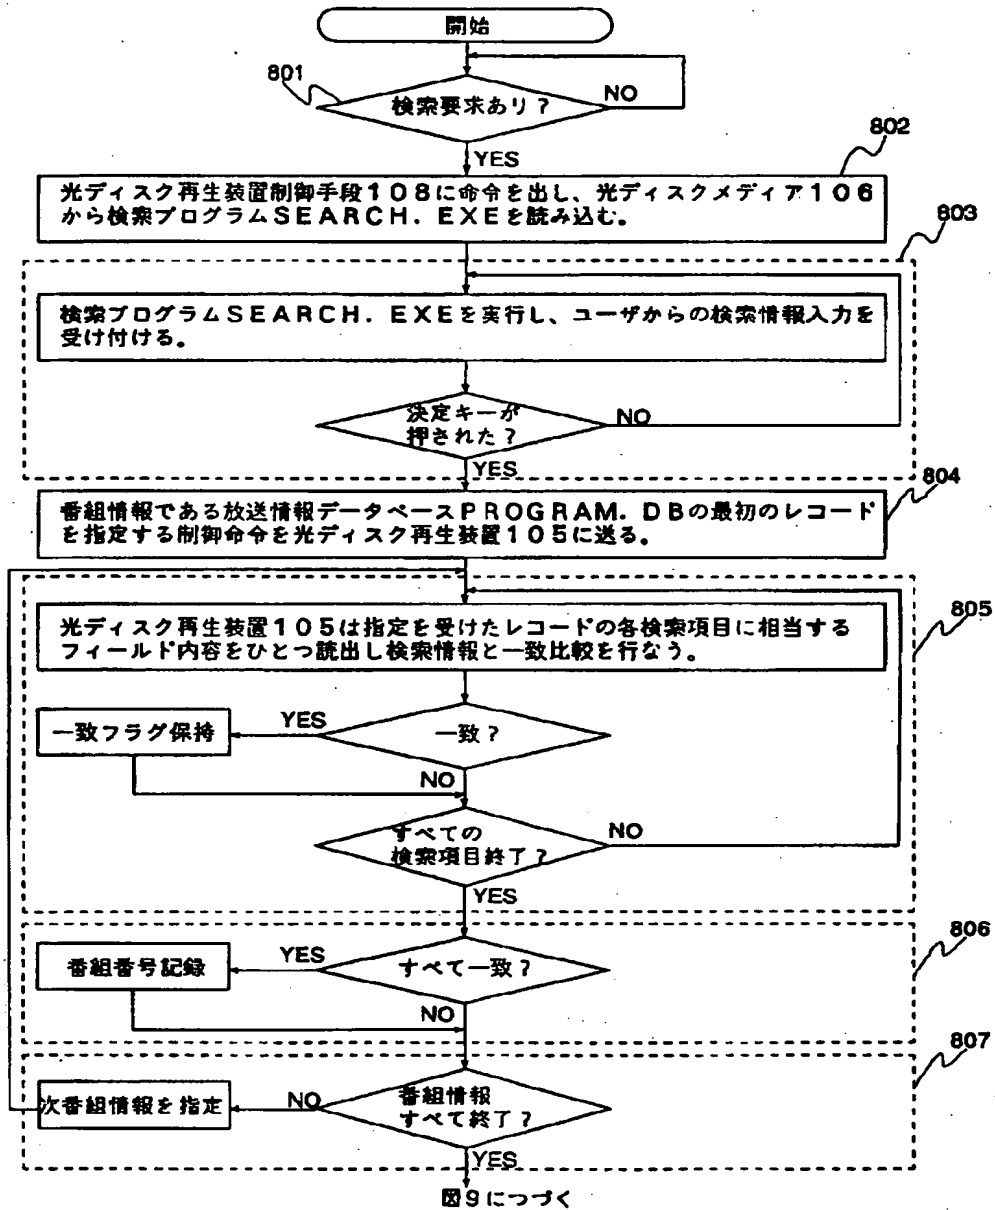 開始
801
検索要求あり?
NO
YES
802
光ディスク再生装置制御手段108に命令を出し、光ディスクメディア106
から検索プログラムSEARCH.EXEを読み込む。
803
検索プログラムSEARCH.EXEを実行し、ユーザからの検索情報入力を
受け付ける。
決定キーが
押された?
NO
YES
804
番組情報である放送情報データベースPROGRAM.DBの最初のレコード
を指定する制御命令を光ディスク再生装置105に送る。
805
光ディスク再生装置105は指定を受けたレコードの各検索項目に相当する
フィールド内容をひとつ読出し検索情報と一致比較を行なう。
一致フラグ保持
YES
一致?
NO
すべての
検索項目終了?
NO
YES
806
番組番号記録
YES
すべて一致?
NO
807
次番組情報を指定
NO
番組情報
すべて終了?
YES
図9につづく